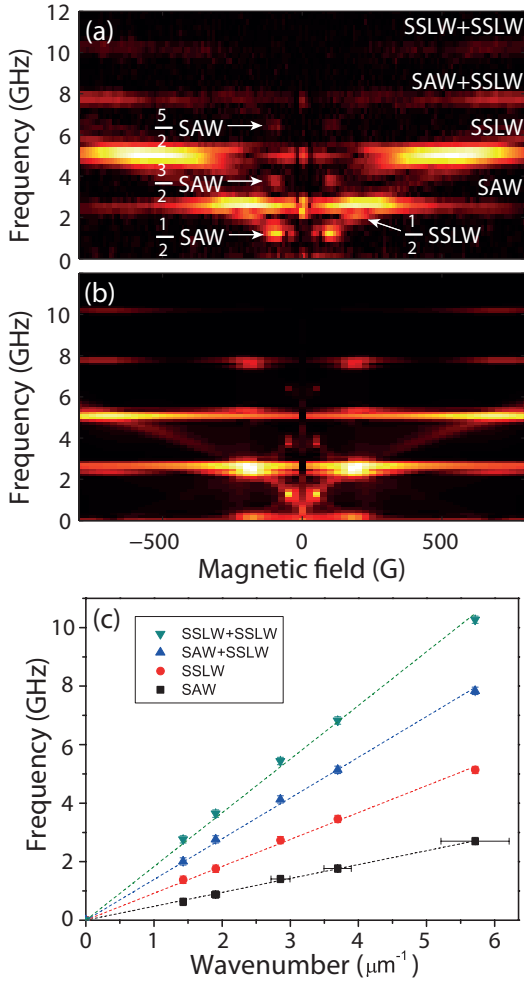 (a)
SSLW+SSLW
SAW+SSLW
SSLW
SAW
5/2 SAW
3/2 SAW
1/2 SAW
1/2 SSLW
Frequency (GHz)
12
10
8
6
4
2
0
(b)
Frequency (GHz)
10
8
6
4
2
0
−500
0
500
Magnetic field (G)
(c)
SSLW+SSLW
SAW+SSLW
SSLW
SAW
Frequency (GHz)
10
8
6
4
2
0
0
1
2
3
4
5
6
Wavenumber (μm⁻¹)